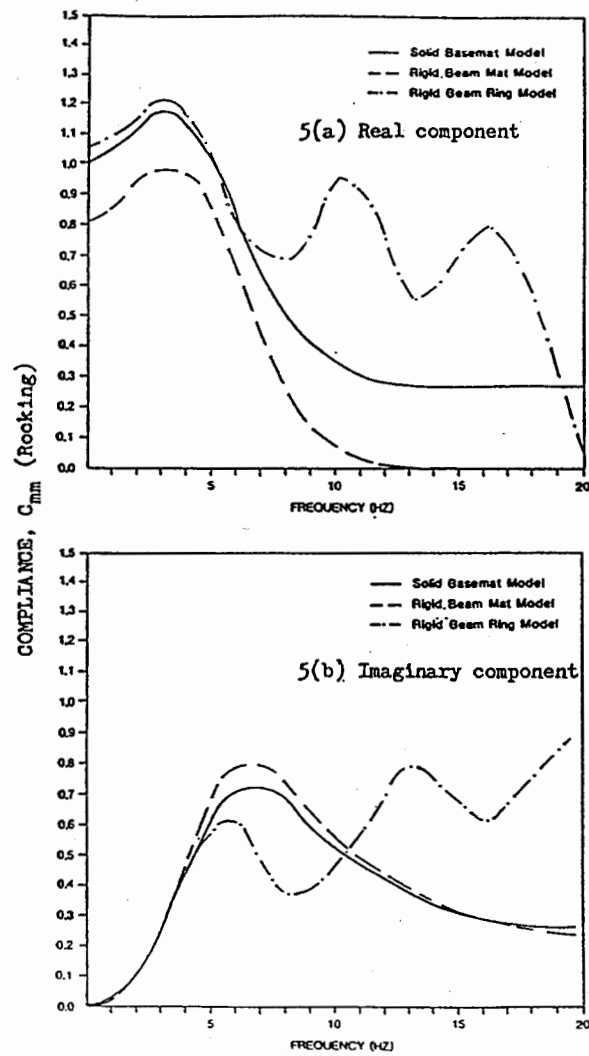 COMPLIANCE, Cmm (Rocking)
1,5
1,4
1,3
1,2
1,1
1,0
0,9
0,8
0,7
0,6
0,5
0,4
0,3
0,2
0,1
0,0
Solid Basemat Model
Rigid Beam Mat Model
Rigid Beam Ring Model
5(a) Real component
5 10 15 20
FREQUENCY (HZ)
1,5
1,4
1,3
1,2
1,1
1,0
0,9
0,8
0,7
0,6
0,5
0,4
0,3
0,2
0,1
0,0
Solid Basemat Model
Rigid Beam Mat Model
Rigid Beam Ring Model
5(b) Imaginary component
5 10 15 20
FREQUENCY (HZ)